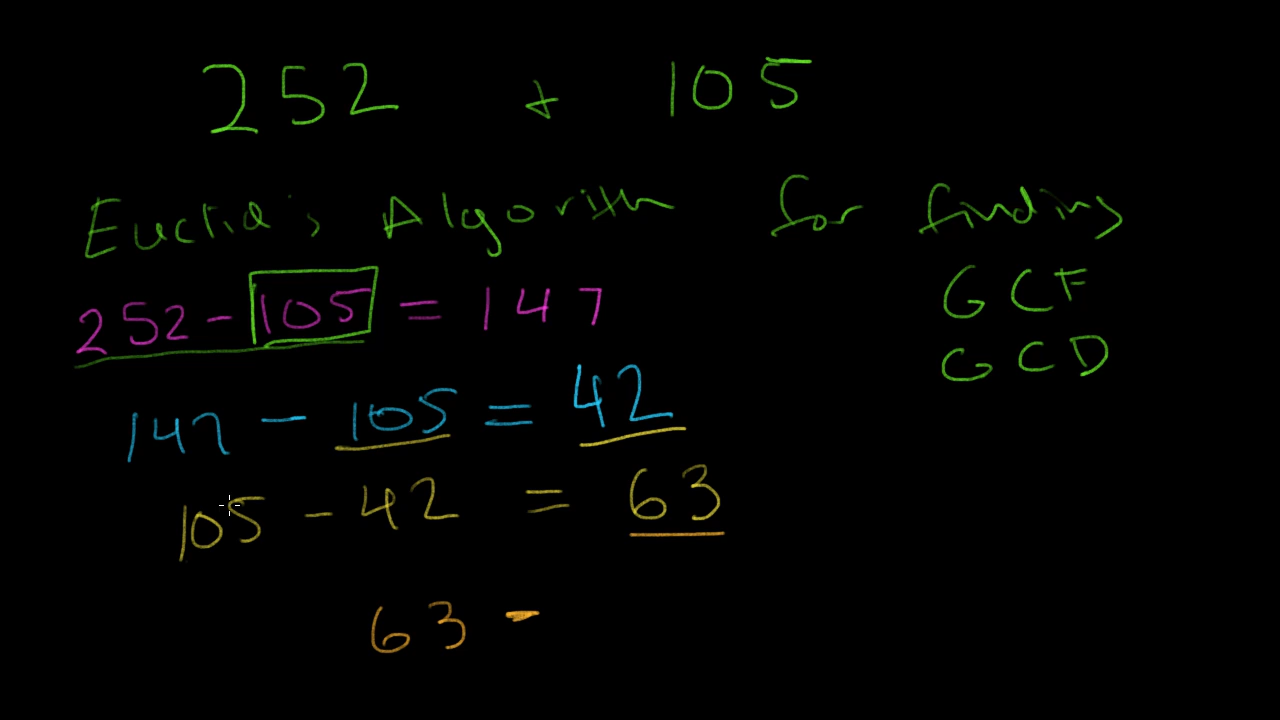 252 + 105
Euclid's Algorithm for finding
GCF
GCD
252 - 105 = 147
147 - 105 = 42
105 - 42 = 63
63 -